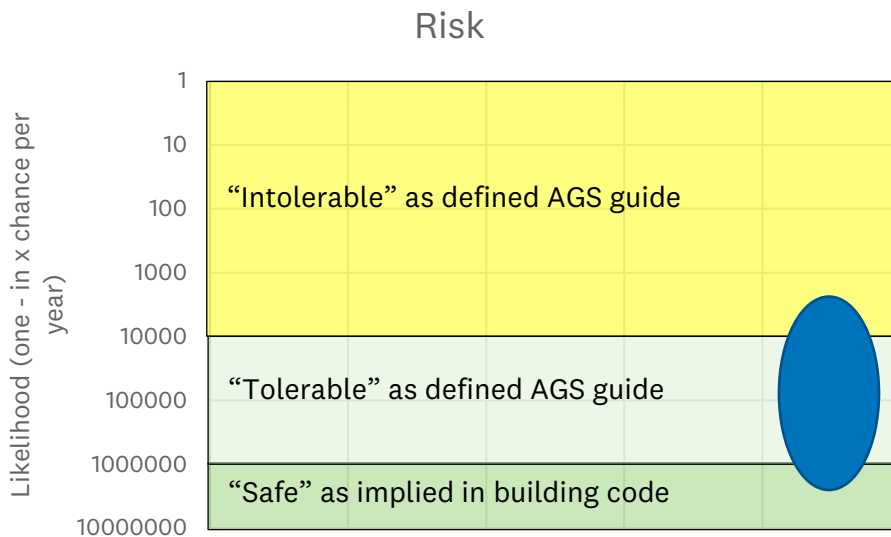 Risk
Likelihood (one - in x chance per
year)
1
10
100
1000
10000
100000
1000000
10000000
“Intolerable” as defined AGS guide
“Tolerable” as defined AGS guide
“Safe” as implied in building code